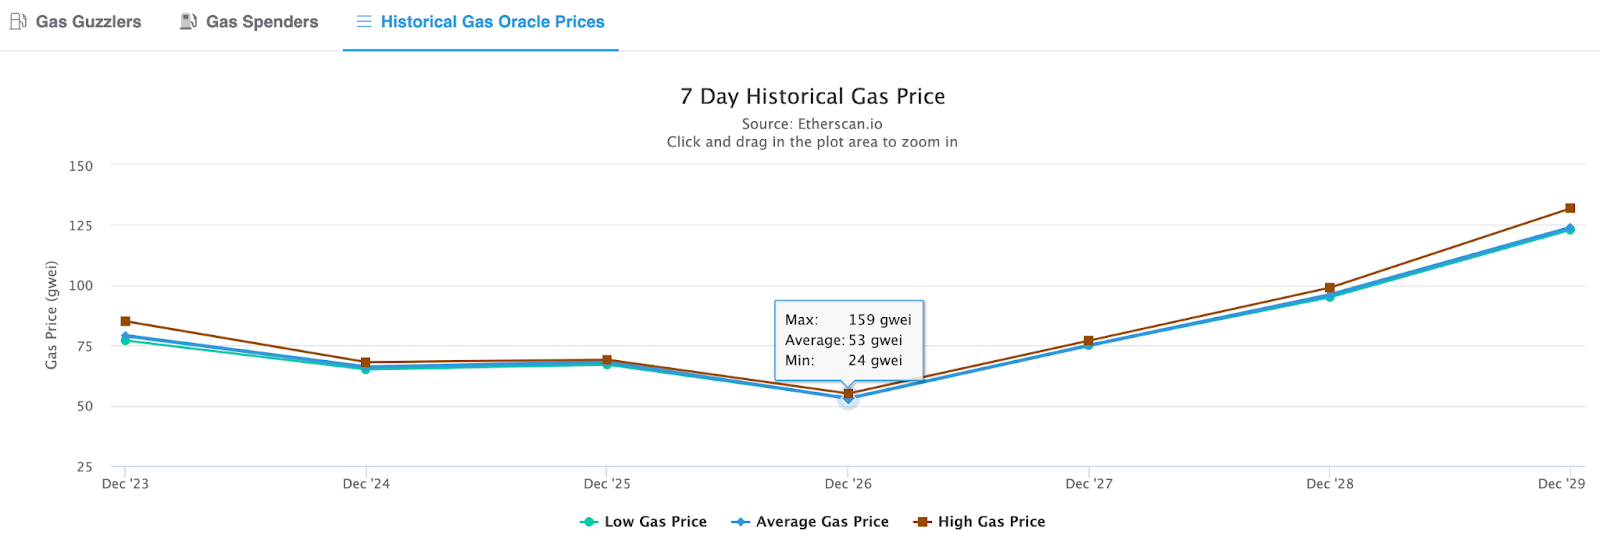 Gas Guzzlers
Gas Spenders
Historical Gas Oracle Prices
7 Day Historical Gas Price
Source: Etherscan.io
Click and drag in the plot area to zoom in
Gas Price (gwei)
150
125
100
75
50
25
Max: 159 gwei
Average: 53 gwei
Min: 24 gwei
Dec '23
Dec '24
Dec '25
Dec '26
Dec '27
Dec '28
Dec '29
Low Gas Price
Average Gas Price
High Gas Price